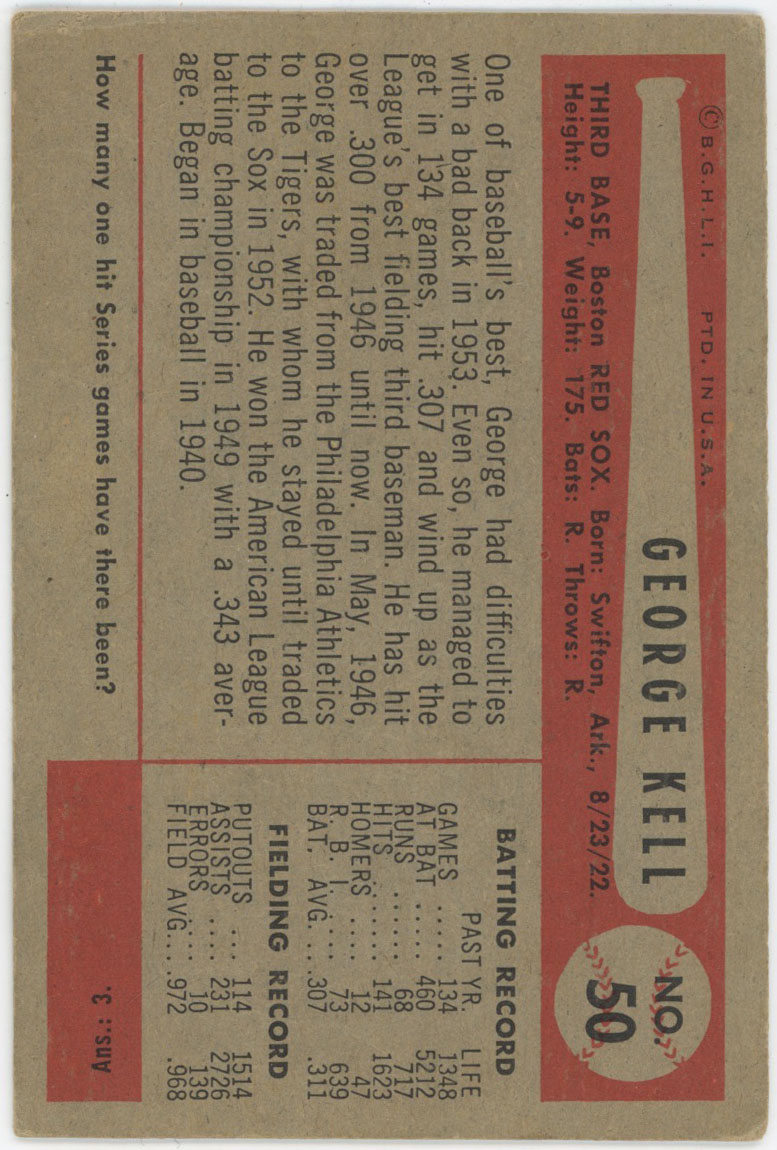 © B.G.H.L.I. PTD. IN U.S.A.
GEORGE KELL
NO.
50
THIRD BASE, Boston RED SOX. Born: Swifton, Ark., 8/23/22.
Height: 5-9. Weight: 175. Bats: R. Throws: R.
One of baseball's best, George had difficulties
with a bad back in 1953. Even so, he managed to
get in 134 games, hit .307 and wind up as the
League's best fielding third baseman. He has hit
over .300 from 1946 until now. In May, 1946,
George was traded from the Philadelphia Athletics
to the Tigers, with whom he stayed until traded
to the Sox in 1952. He won the American League
batting championship in 1949 with a .343 aver-
age. Began in baseball in 1940.
BATTING RECORD
PAST YR. LIFE
GAMES ..... 134 1348
AT BAT ..... 460 5212
RUNS ...... 68 717
HITS ...... 141 1623
HOMERS .... 12 47
R. B. I. .... 73 639
BAT. AVG. ... .307 .311
FIELDING RECORD
PUTOUTS ... 114 1514
ASSISTS .... 231 2726
ERRORS .... 10 139
FIELD AVG.... .972 .968
How many one hit Series games have there been?
Ans.: 3.